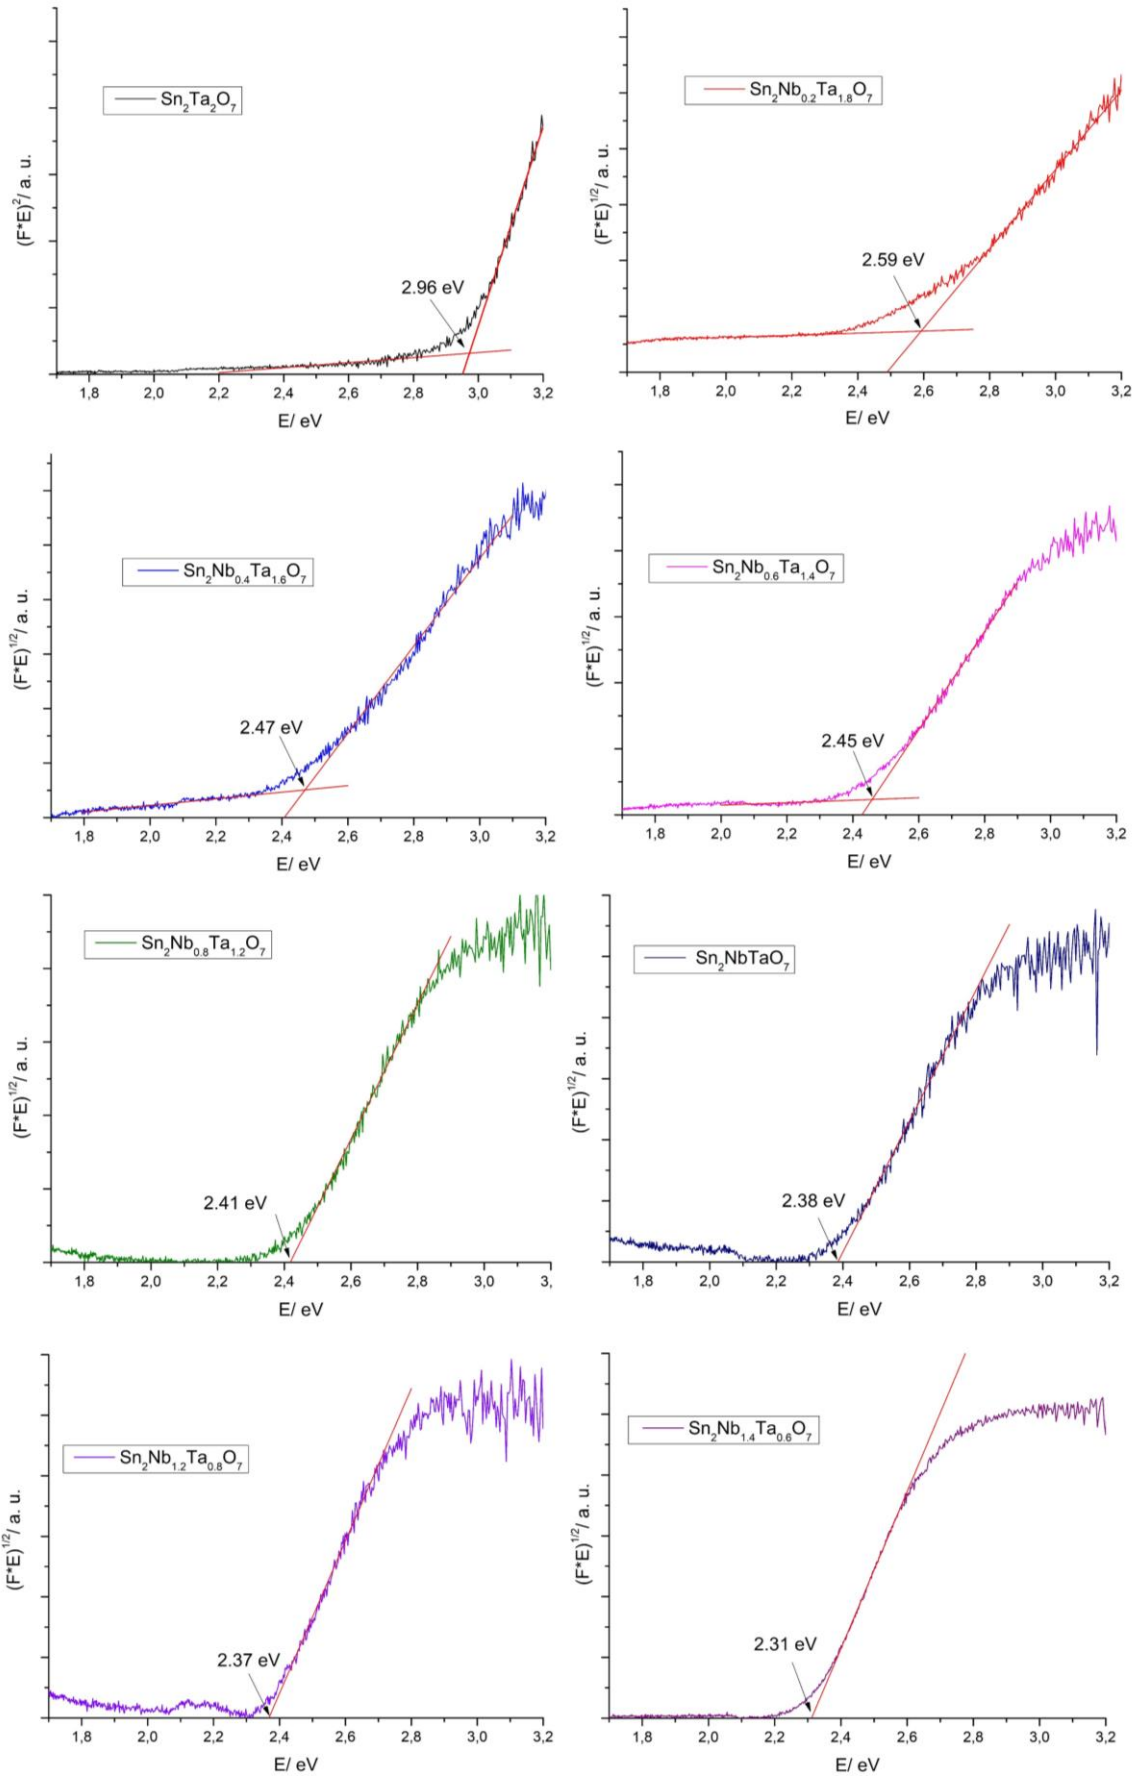 Sn₂Ta₂O₇
(F*E)²/ a. u.
2.96 eV
1,8 2,0 2,2 2,4 2,6 2,8 3,0 3,2
E/ eV
Sn₂Nb₀.₂Ta₁.₈O₇
(F*E)^1/2/ a. u.
2.59 eV
1,8 2,0 2,2 2,4 2,6 2,8 3,0 3,2
E/ eV
Sn₂Nb₀.₄Ta₁.₆O₇
(F*E)^1/2/ a. u.
2.47 eV
1,8 2,0 2,2 2,4 2,6 2,8 3,0 3,2
E/ eV
Sn₂Nb₀.₆Ta₁.₄O₇
(F*E)^1/2/ a. u.
2.45 eV
1,8 2,0 2,2 2,4 2,6 2,8 3,0 3,2
E/ eV
Sn₂Nb₀.₈Ta₁.₂O₇
(F*E)^1/2/ a. u.
2.41 eV
1,8 2,0 2,2 2,4 2,6 2,8 3,0 3,
E/ eV
Sn₂NbTaO₇
(F*E)^1/2/ a. u.
2.38 eV
1,8 2,0 2,2 2,4 2,6 2,8 3,0 3,2
E/ eV
Sn₂Nb₁.₂Ta₀.₈O₇
(F*E)^1/2/ a. u.
2.37 eV
1,8 2,0 2,2 2,4 2,6 2,8 3,0 3,2
E/ eV
Sn₂Nb₁.₄Ta₀.₆O₇
(F*E)^1/2/ a. u.
2.31 eV
1,8 2,0 2,2 2,4 2,6 2,8 3,0 3,2
E/ eV